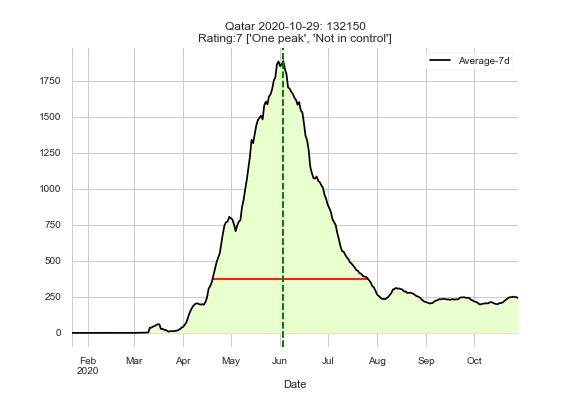 Qatar 2020-10-29: 132150
Rating:7 ['One peak', 'Not in control']
Average-7d
1750
1500
1250
1000
750
500
250
0
Feb Mar Apr May Jun Jul Aug Sep Oct
2020
Date